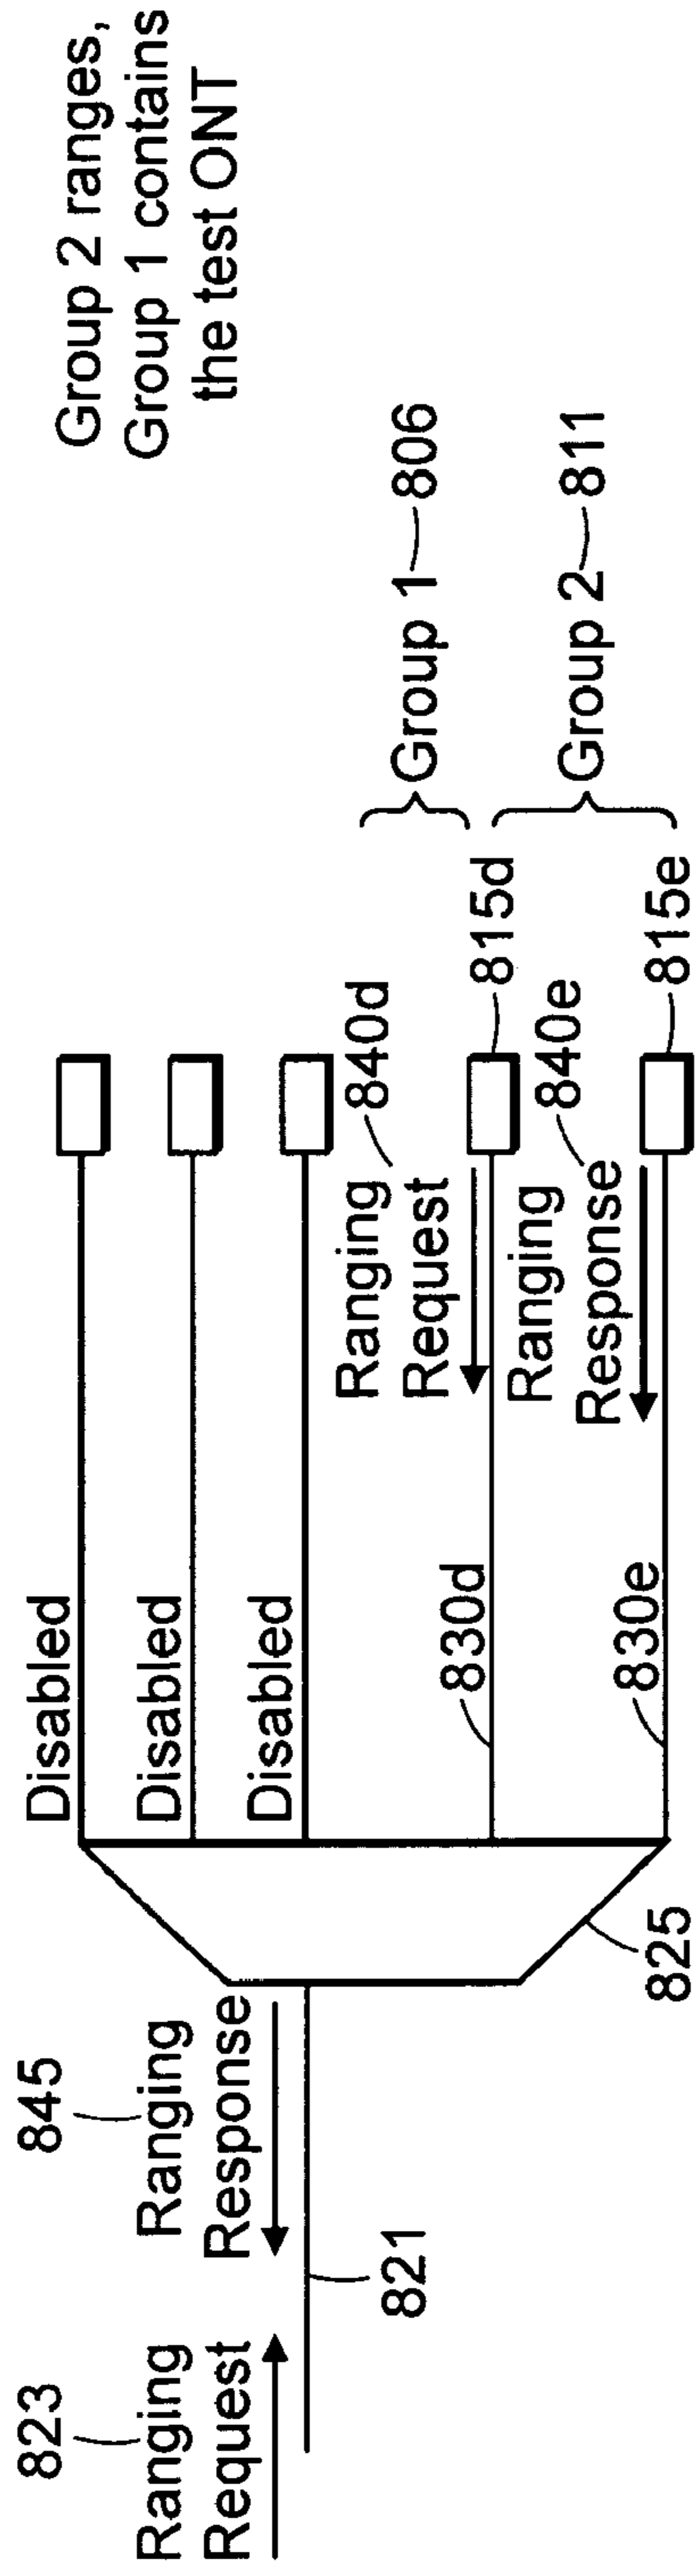 Group 2 ranges,
Group 1 contains
the test ONT
Disabled
Disabled
Disabled
823
Ranging
Request
845
Ranging
Response
821
825
830d
Ranging
Request
840d
815d
Group 1
806
830e
Ranging
Response
840e
815e
Group 2
811